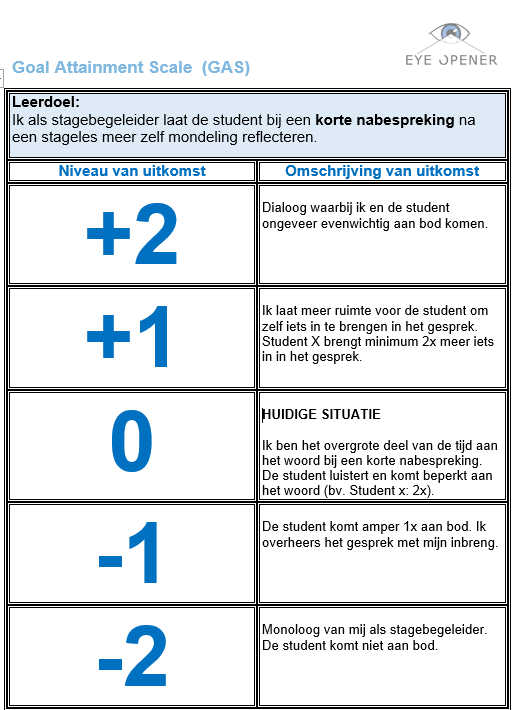 EYE OPENER
Goal Attainment Scale (GAS)
Leerdoel:
Ik als stagebegeleider laat de student bij een korte nabespreking na
een stageles meer zelf mondeling reflecteren.
Niveau van uitkomst
Omschrijving van uitkomst
+2
Dialoog waarbij ik en de student
ongeveer evenwichtig aan bod komen.
+1
Ik laat meer ruimte voor de student om
zelf iets in te brengen in het gesprek.
Student X brengt minimum 2x meer iets
in in het gesprek.
0
HUIDIGE SITUATIE
Ik ben het overgrote deel van de tijd aan
het woord bij een korte nabespreking.
De student luistert en komt beperkt aan
het woord (bv. Student x: 2x).
-1
De student komt amper 1x aan bod. Ik
overheers het gesprek met mijn inbreng.
-2
Monoloog van mij als stagebegeleider.
De student komt niet aan bod.